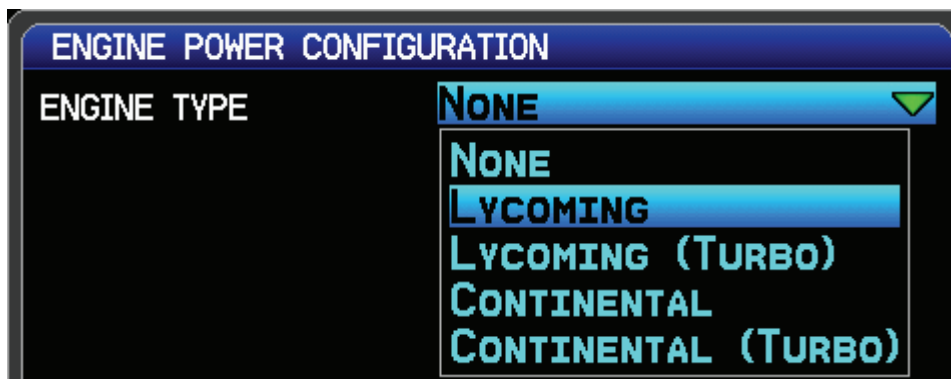 ENGINE POWER CONFIGURATION
ENGINE TYPE NONE
NONE
LYCOMING
LYCOMING (TURBO)
CONTINENTAL
CONTINENTAL (TURBO)